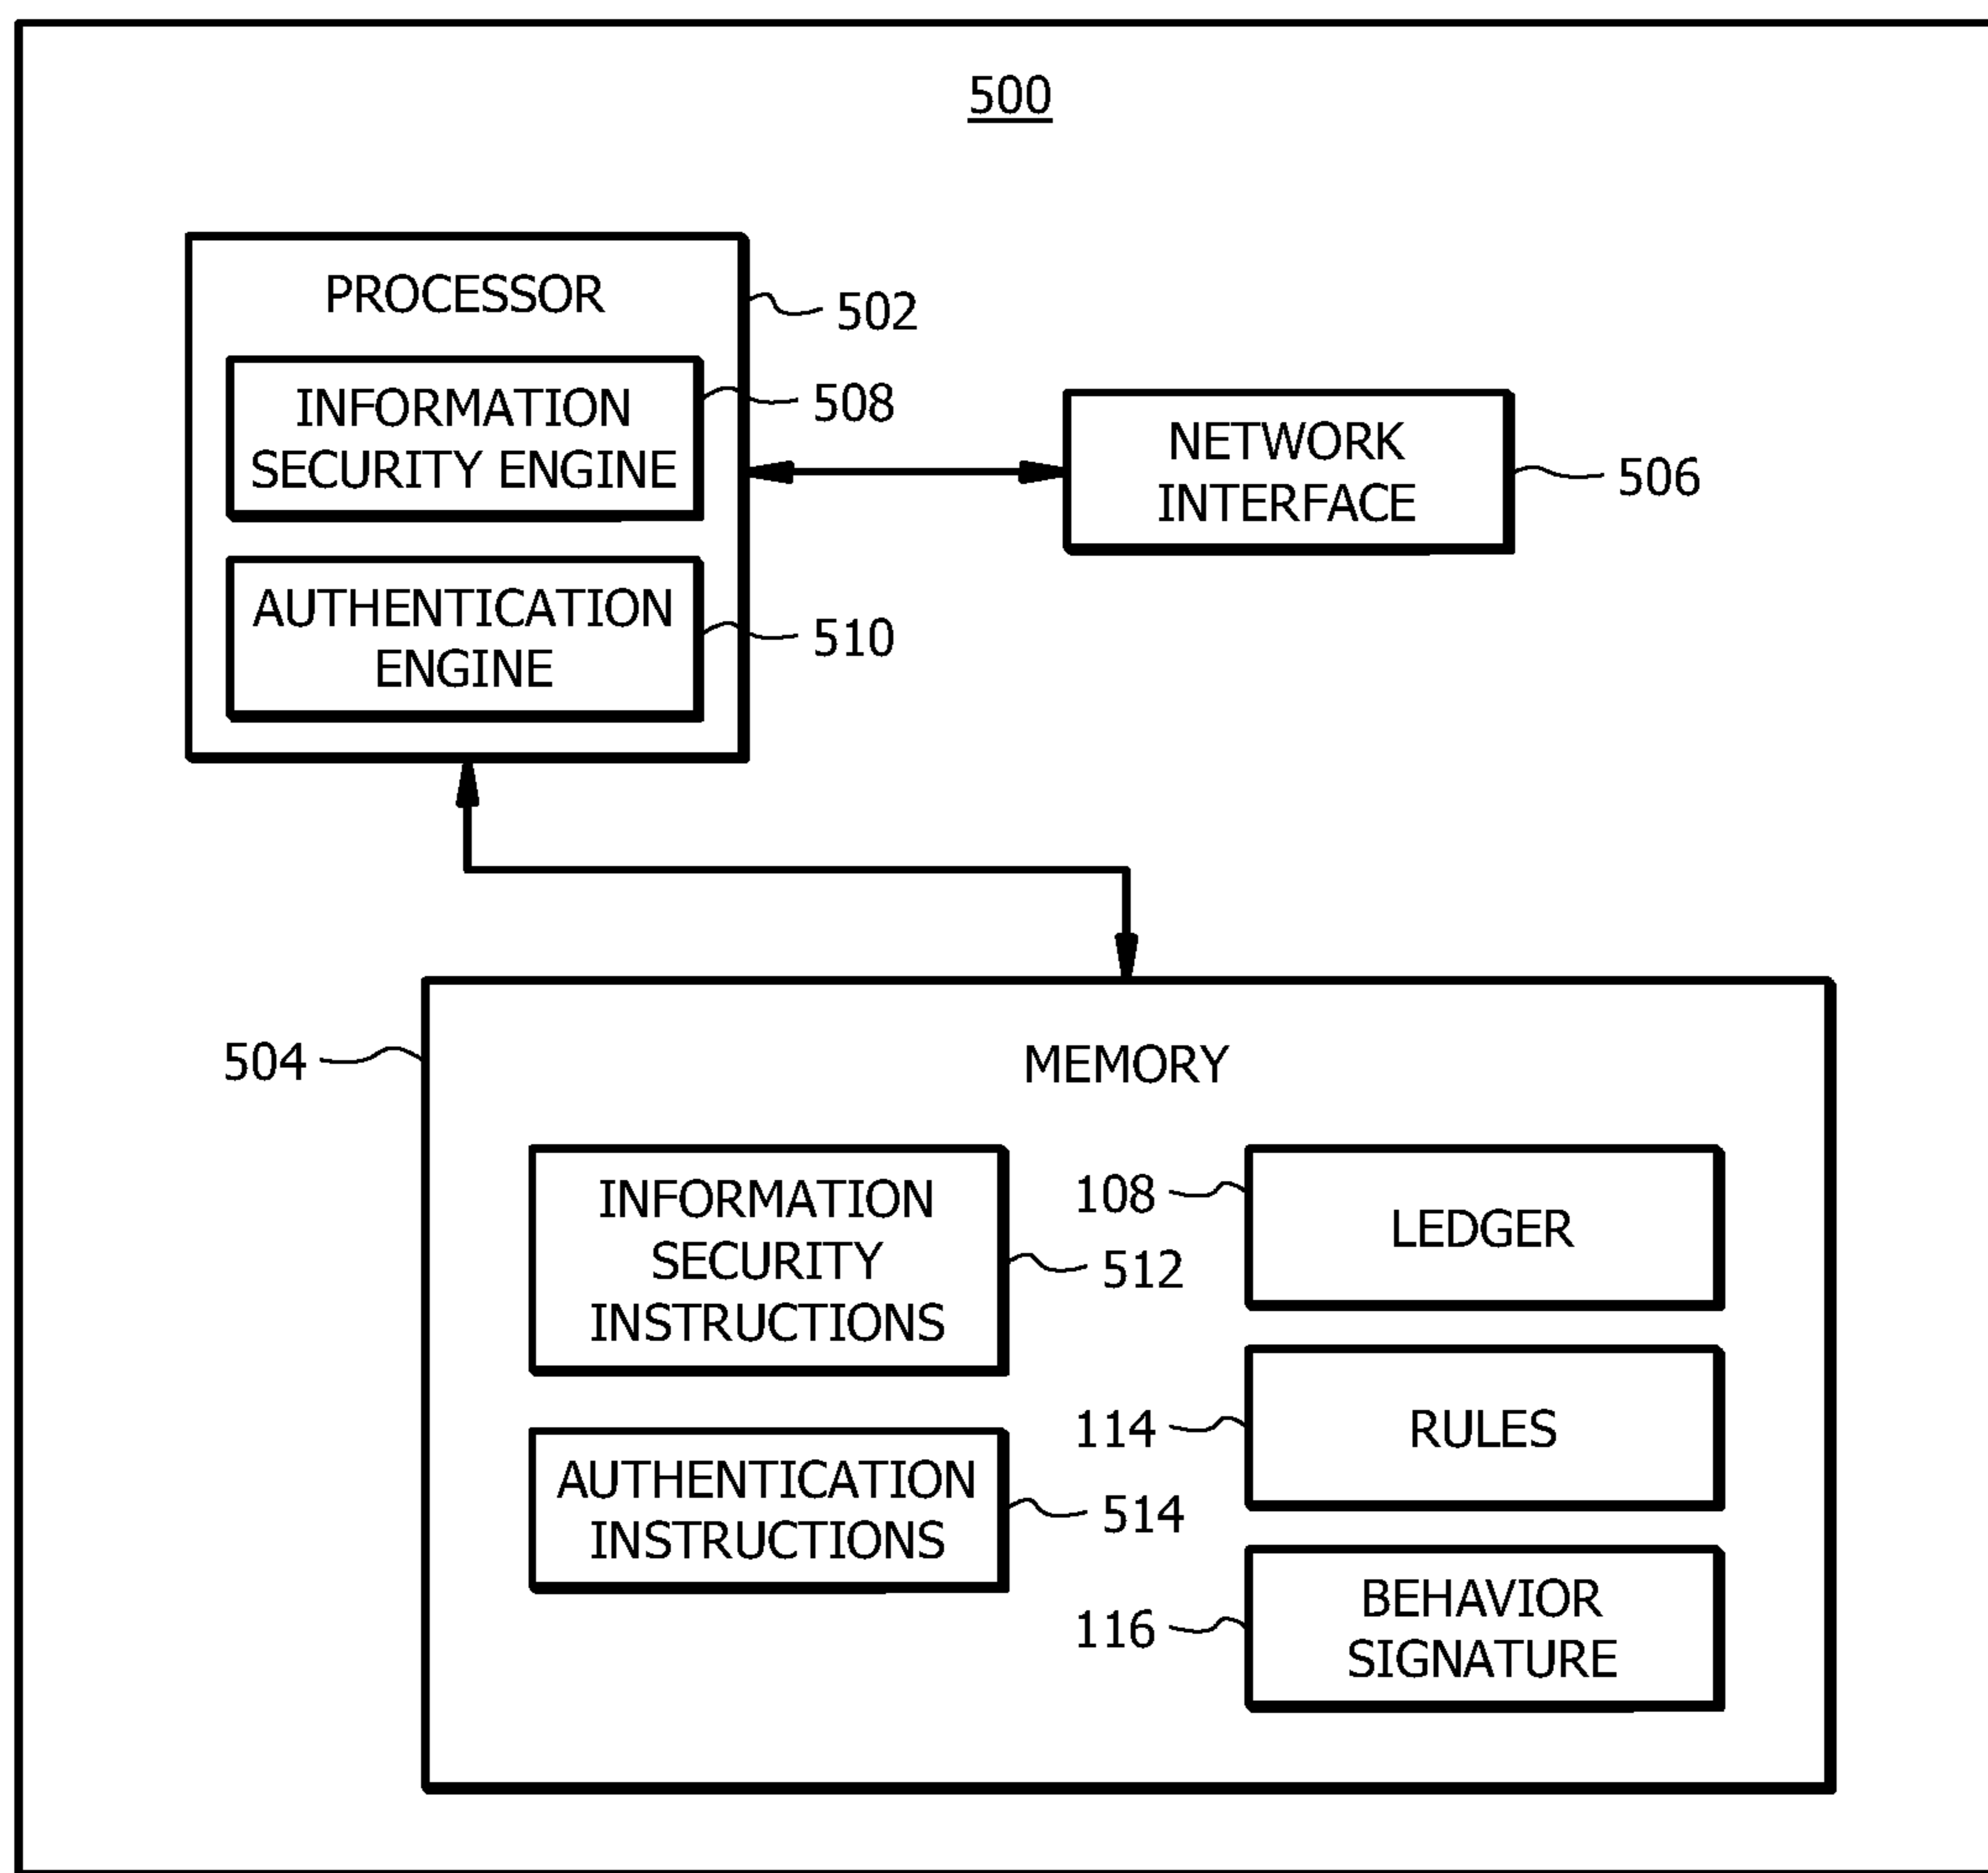 500
PROCESSOR
502
INFORMATION
SECURITY ENGINE
508
AUTHENTICATION
ENGINE
510
NETWORK
INTERFACE
506
504
MEMORY
INFORMATION
SECURITY
INSTRUCTIONS
512
AUTHENTICATION
INSTRUCTIONS
514
108
LEDGER
114
RULES
116
BEHAVIOR
SIGNATURE